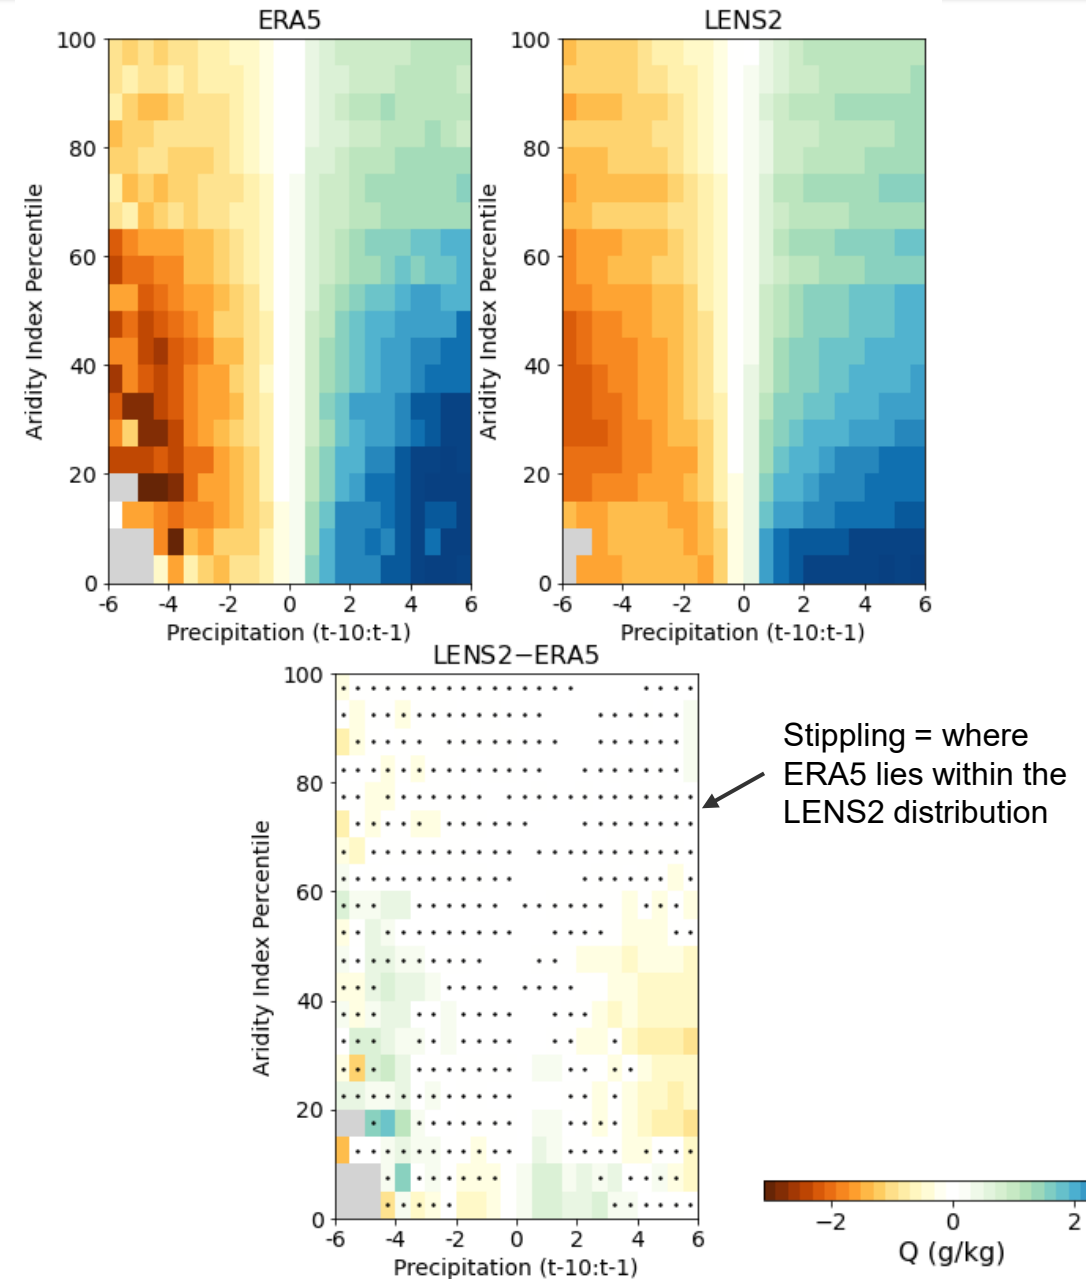 ERA5
LENS2
100
80
60
40
20
0
Aridity Index Percentile
-6 -4 -2 0 2 4 6
Precipitation (t-10:t-1)
100
80
60
40
20
0
Aridity Index Percentile
-6 -4 -2 0 2 4 6
Precipitation (t-10:t-1)
LENS2−ERA5
100
80
60
40
20
0
Aridity Index Percentile
-6 -4 -2 0 2 4 6
Precipitation (t-10:t-1)
Stippling = where
ERA5 lies within the
LENS2 distribution
−2 0 2
Q (g/kg)